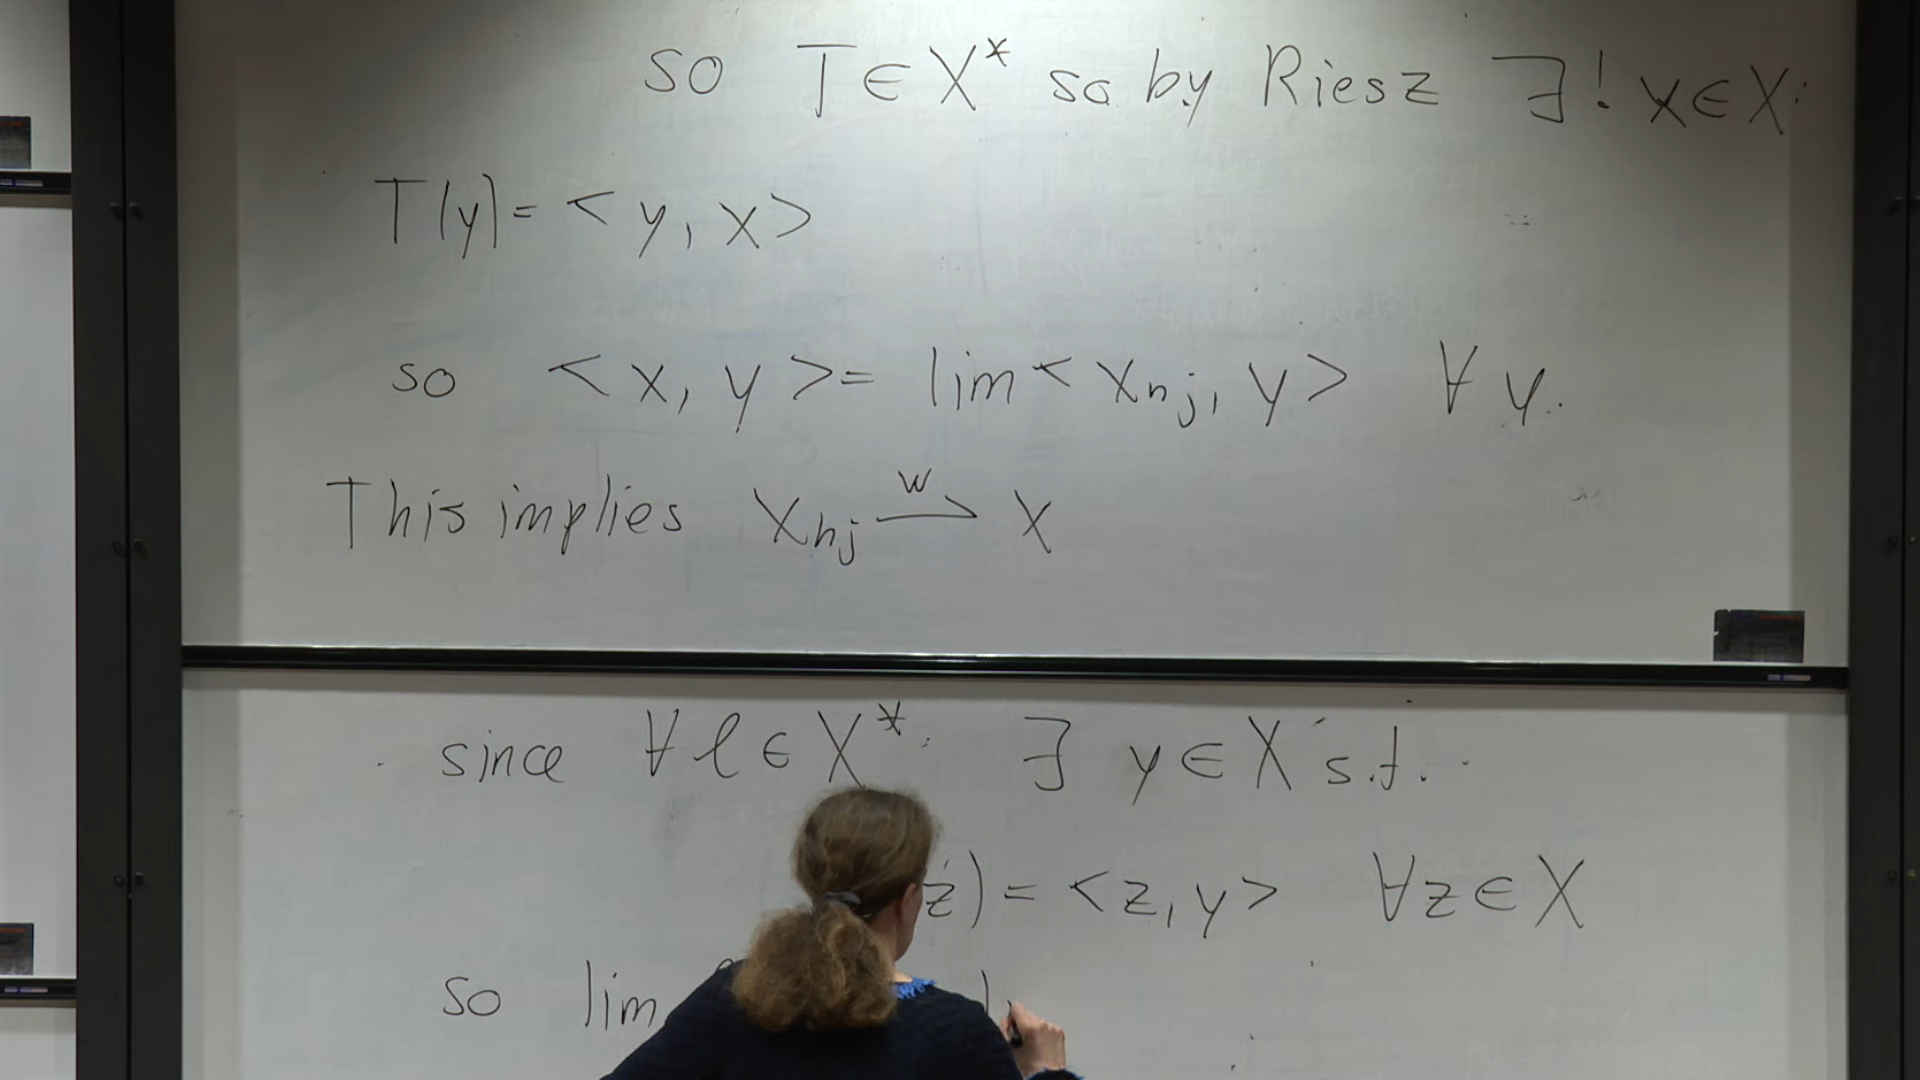 so T ∈ X* so by Riesz ∃! x ∈ X:
T(y) = <y, x>
so <x, y> = lim <x_{n_j}, y> ∀ y.
This implies x_{n_j} ⇀^w x
since ∀ ℓ ∈ X* ∃ y ∈ X s.t.
z) = <z, y> ∀ z ∈ X
so lim